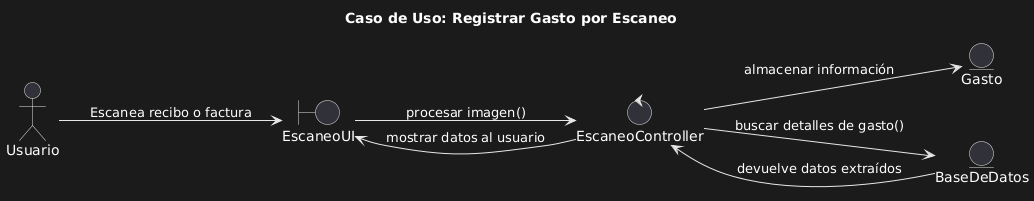 Caso de Uso: Registrar Gasto por Escaneo
almacenar información
Gasto
Escanea recibo o factura
procesar imagen()
Usuario
EscaneoUI
mostrar datos al usuario
EscaneoController
buscar detalles de gasto()
devuelve datos extraídos
BaseDeDatos